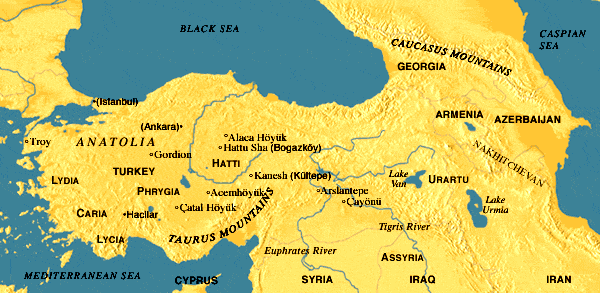 BLACK SEA
CASPIAN
SEA
CAUCASUS MOUNTAINS
GEORGIA
(Istanbul)
ARMENIA
AZERBAIJAN
(Ankara)
Troy
ANATOLIA
Alaca Höyük
Hattu Sha (Bogazköy)
Gordion
HATTI
NAKHITCHEVAN
TURKEY
Kanesh (Kültepe)
Lake
Van
URARTU
LYDIA
PHRYGIA
Acemhöyük
Arslantepe
Çayönü
Lake
Urmia
CARIA
Hacilar
Çatal Höyük
TAURUS MOUNTAINS
Tigris River
LYCIA
Euphrates River
ASSYRIA
MEDITERRANEAN SEA
CYPRUS
SYRIA
IRAQ
IRAN